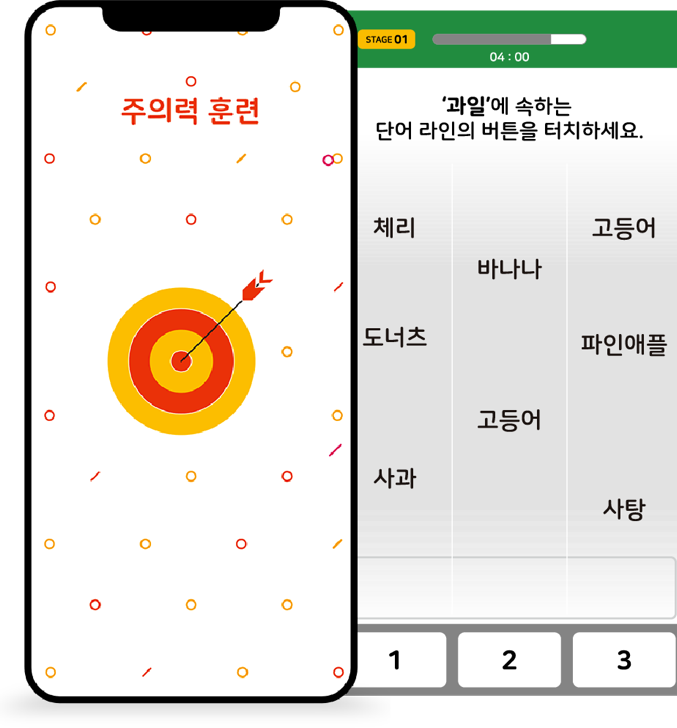 주의력 훈련
STAGE 01
04 : 00
‘과일’에 속하는
단어 라인의 버튼을 터치하세요.
체리
고등어
바나나
도너츠
파인애플
고등어
사과
사탕
1
2
3